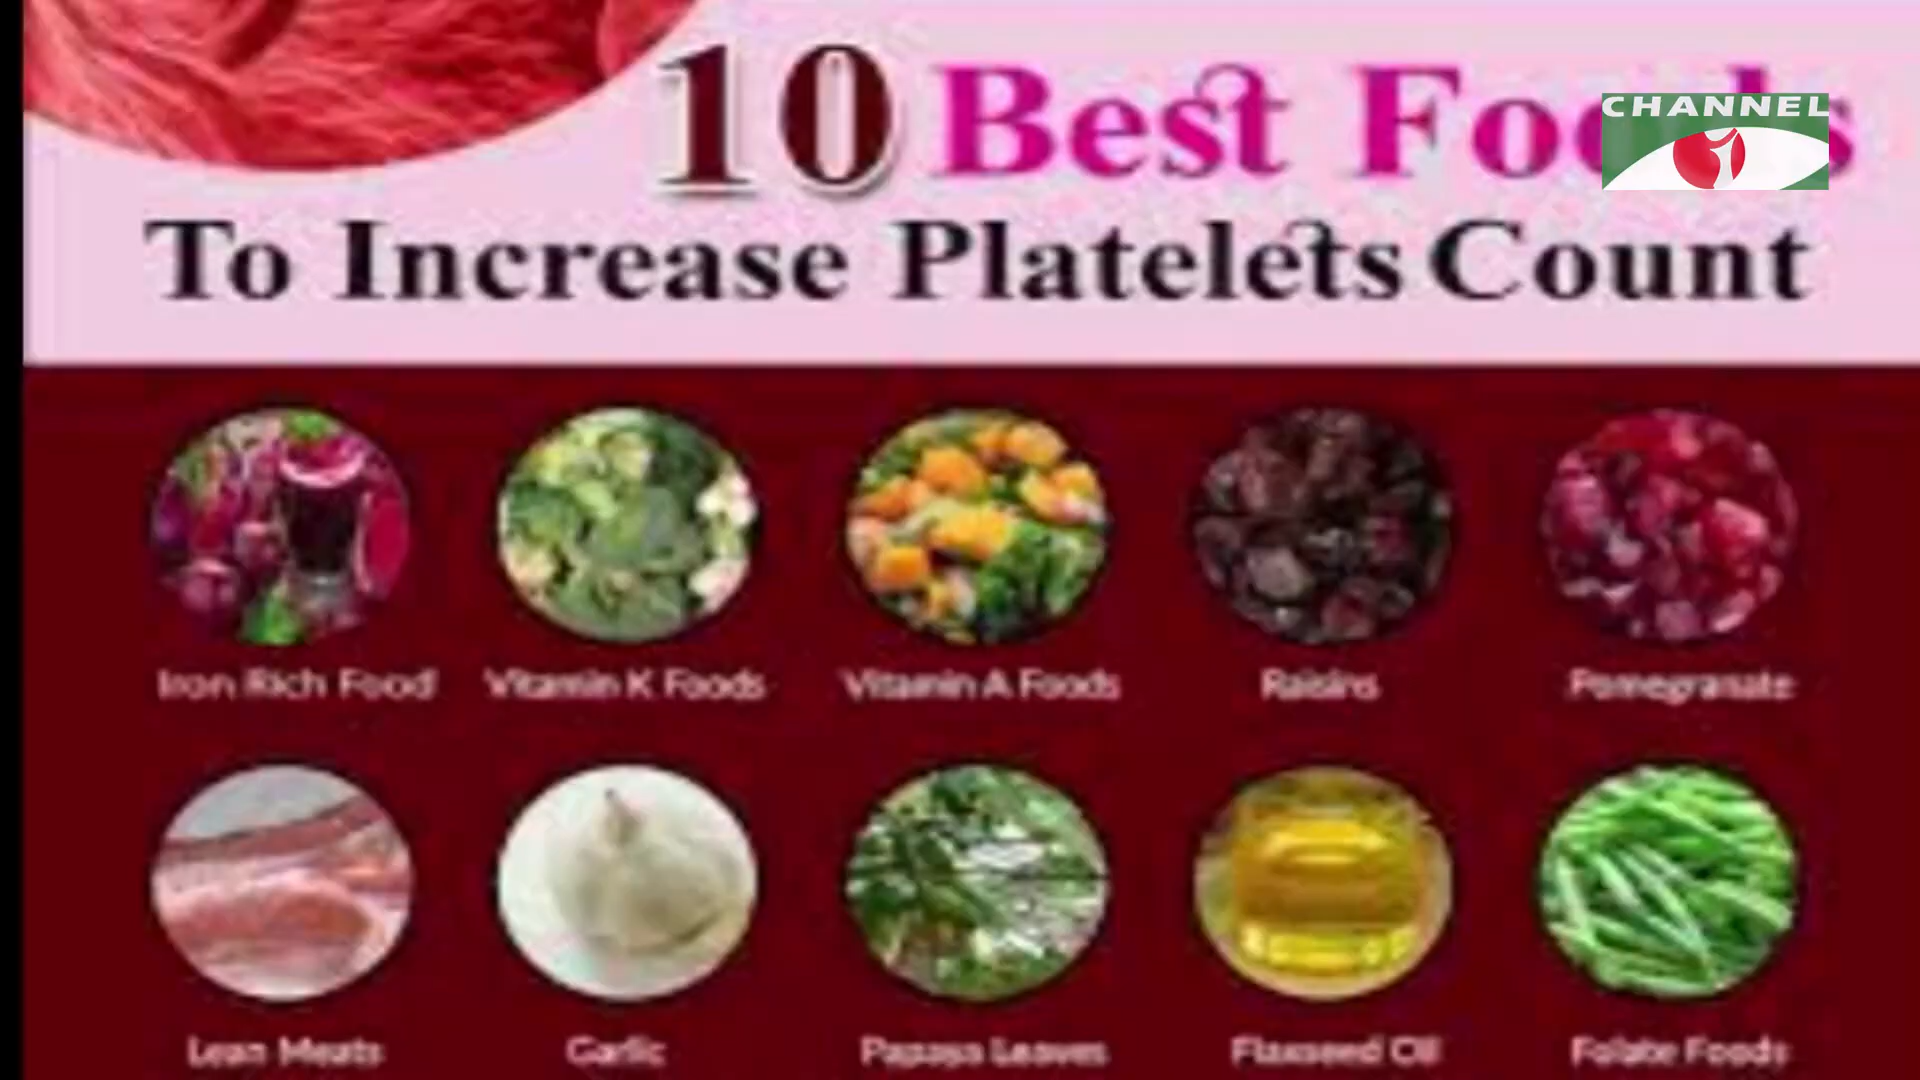 10 Best Foods
CHANNEL i
To Increase Platelets Count
Iron Rich Food
Vitamin K Foods
Vitamin A Foods
Raisins
Pomegranate
Lean Meats
Garlic
Papaya Leaves
Flaxseed Oil
Folate Foods